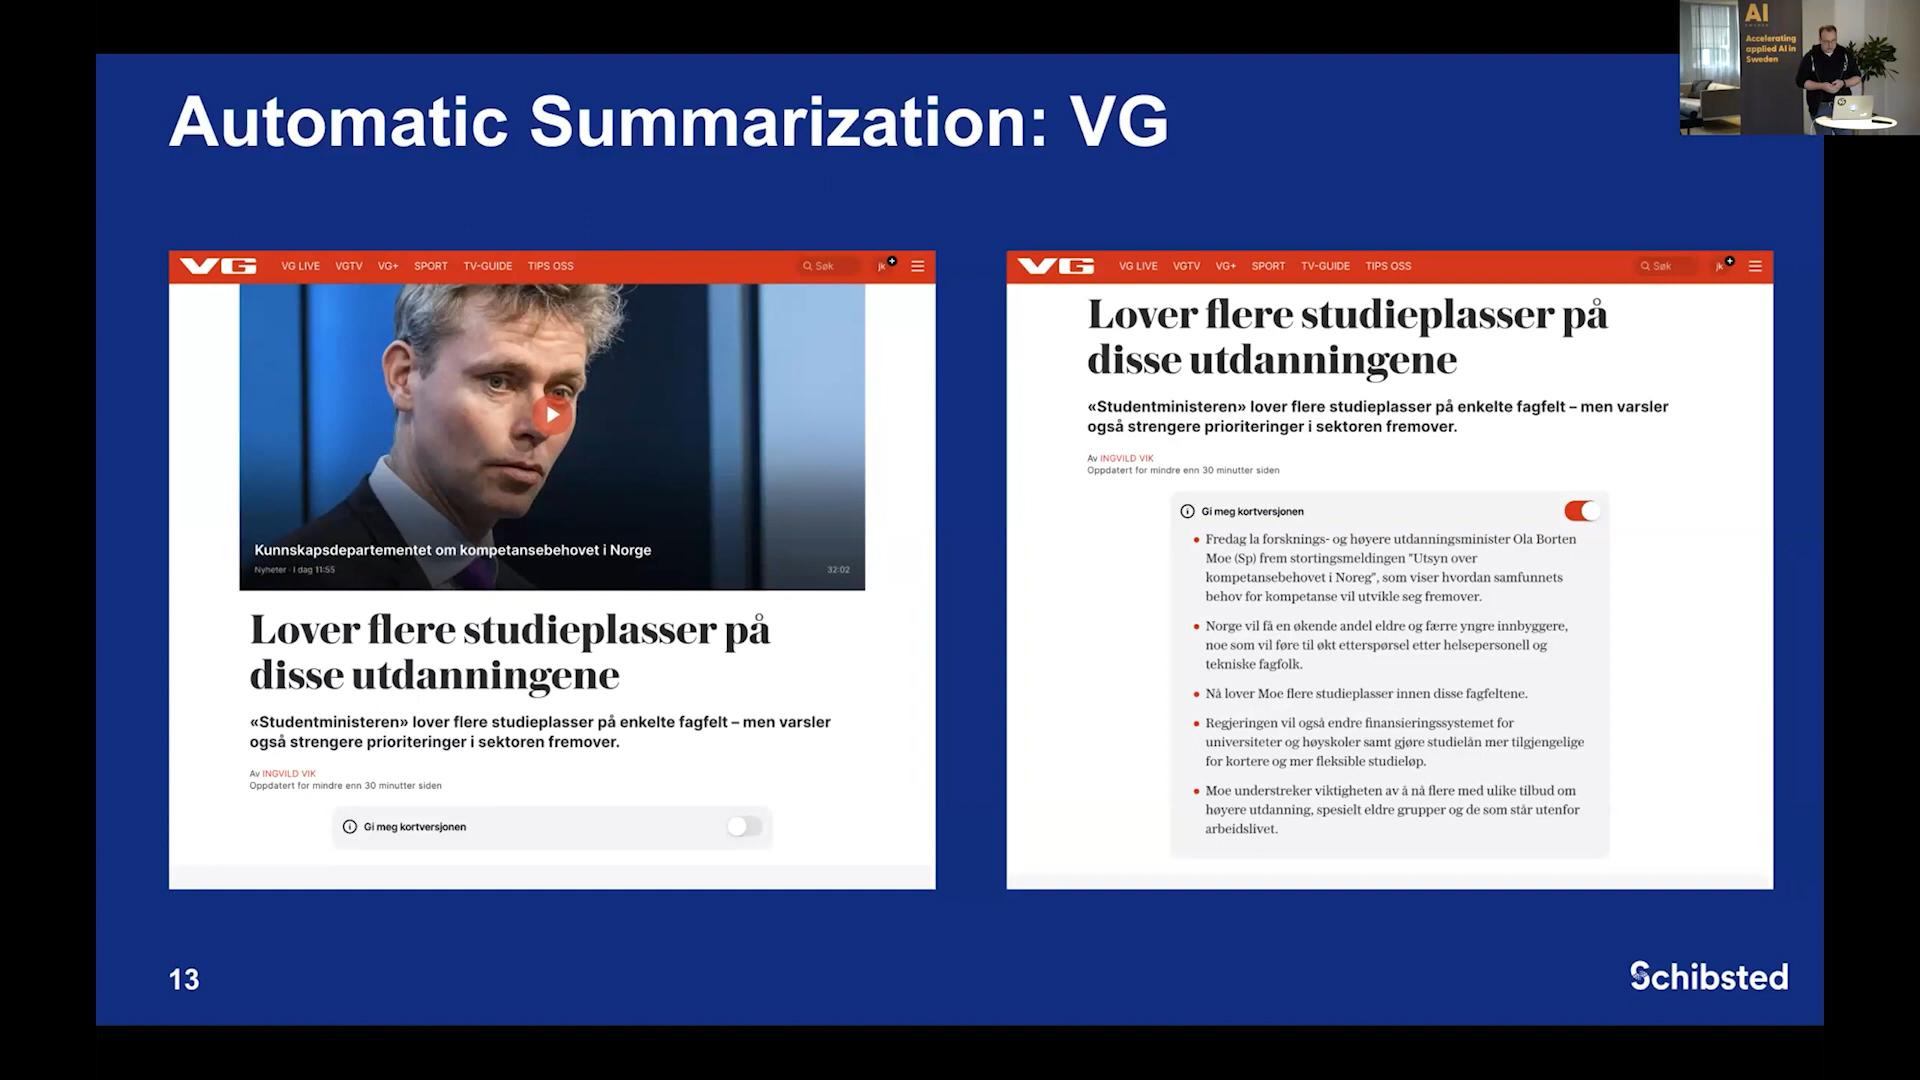 Automatic Summarization: VG
AI
SWEDEN
Accelerating
applied AI in
Sweden
VG VG LIVE VGTV VG+ SPORT TV-GUIDE TIPS OSS Søk jk
Kunnskapsdepartementet om kompetansebehovet i Norge
Nyheter · I dag 11:55 32:02
Lover flere studieplasser på
disse utdanningene
«Studentministeren» lover flere studieplasser på enkelte fagfelt – men varsler
også strengere prioriteringer i sektoren fremover.
Av INGVILD VIK
Oppdatert for mindre enn 30 minutter siden
Gi meg kortversjonen
VG VG LIVE VGTV VG+ SPORT TV-GUIDE TIPS OSS Søk jk
Lover flere studieplasser på
disse utdanningene
«Studentministeren» lover flere studieplasser på enkelte fagfelt – men varsler
også strengere prioriteringer i sektoren fremover.
Av INGVILD VIK
Oppdatert for mindre enn 30 minutter siden
Gi meg kortversjonen
• Fredag la forsknings- og høyere utdanningsminister Ola Borten
Moe (Sp) frem stortingsmeldingen "Utsyn over
kompetansebehovet i Noreg", som viser hvordan samfunnets
behov for kompetanse vil utvikle seg fremover.
• Norge vil få en økende andel eldre og færre yngre innbyggere,
noe som vil føre til økt etterspørsel etter helsepersonell og
tekniske fagfolk.
• Nå lover Moe flere studieplasser innen disse fagfeltene.
• Regjeringen vil også endre finansieringssystemet for
universiteter og høyskoler samt gjøre studielån mer tilgjengelige
for kortere og mer fleksible studieløp.
• Moe understreker viktigheten av å nå flere med ulike tilbud om
høyere utdanning, spesielt eldre grupper og de som står utenfor
arbeidslivet.
13
Schibsted